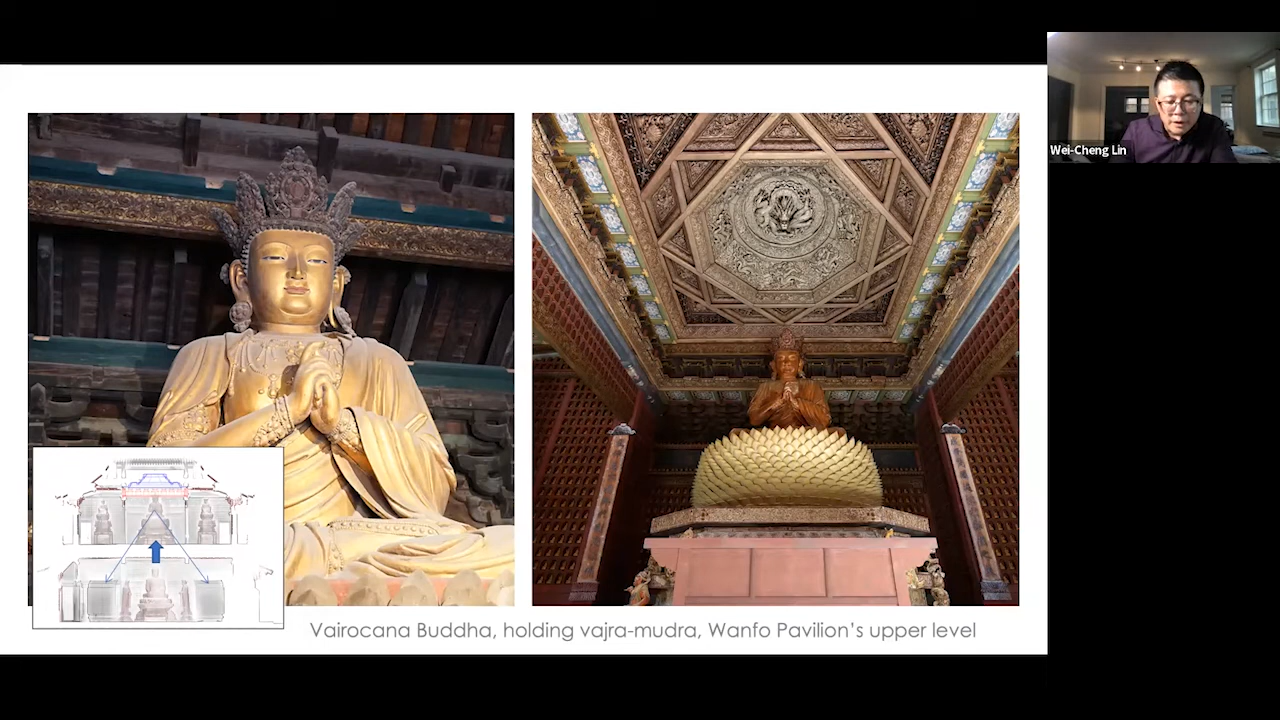 Wei-Cheng Lin
Vairocana Buddha, holding vajra-mudra, Wanfo Pavilion's upper level